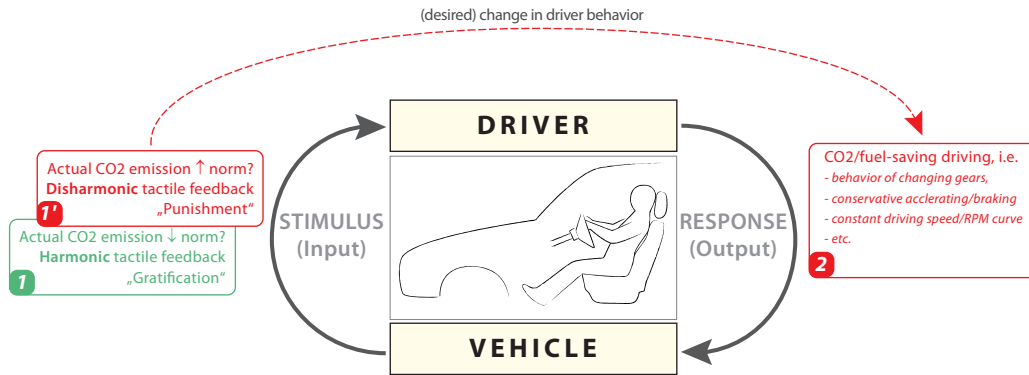 (desired) change in driver behavior
DRIVER
Actual CO2 emission ↑ norm?
Disharmonic tactile feedback
„Punishment“
1'
Actual CO2 emission ↓ norm?
Harmonic tactile feedback
„Gratification“
1
STIMULUS
(Input)
RESPONSE
(Output)
CO2/fuel-saving driving, i.e.
- behavior of changing gears,
- conservative acclerating/braking
- constant driving speed/RPM curve
- etc.
2
VEHICLE